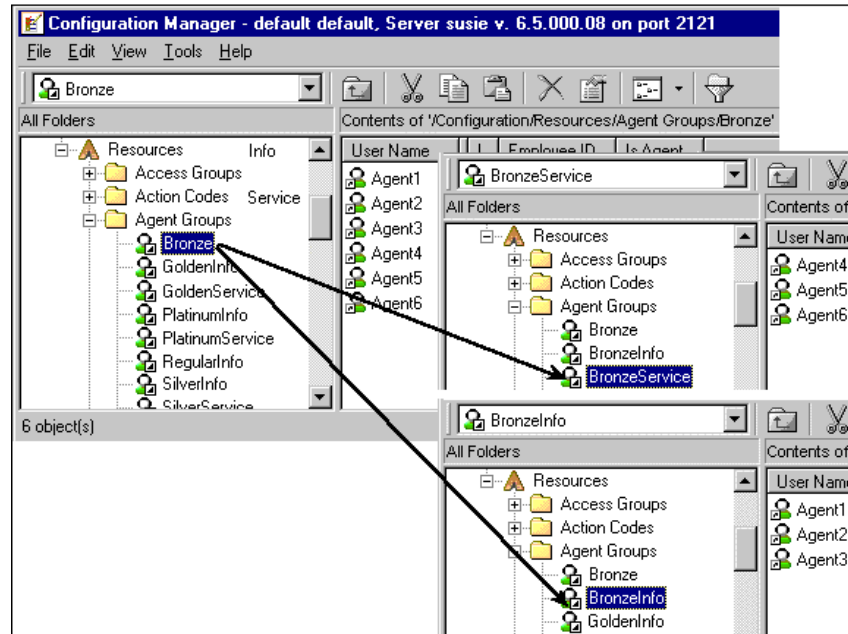 Configuration Manager - default default, Server susie v. 6.5.000.08 on port 2121
File Edit View Tools Help
Bronze
All Folders
Contents of '/Configuration/Resources/Agent Groups/Bronze'
Resources Info
Access Groups
Action Codes Service
Agent Groups
Bronze
GoldenInfo
GoldenService
PlatinumInfo
PlatinumService
RegularInfo
SilverInfo
SilverService
6 object(s)
User Name Employee ID Is Agent
Agent1
Agent2
Agent3
Agent4
Agent5
Agent6
BronzeService
All Folders
Contents of
Resources
Access Groups
Action Codes
Agent Groups
Bronze
BronzeInfo
BronzeService
User Name
Agent4
Agent5
Agent6
BronzeInfo
All Folders
Contents of
Resources
Access Groups
Action Codes
Agent Groups
Bronze
BronzeInfo
GoldenInfo
User Name
Agent1
Agent2
Agent3